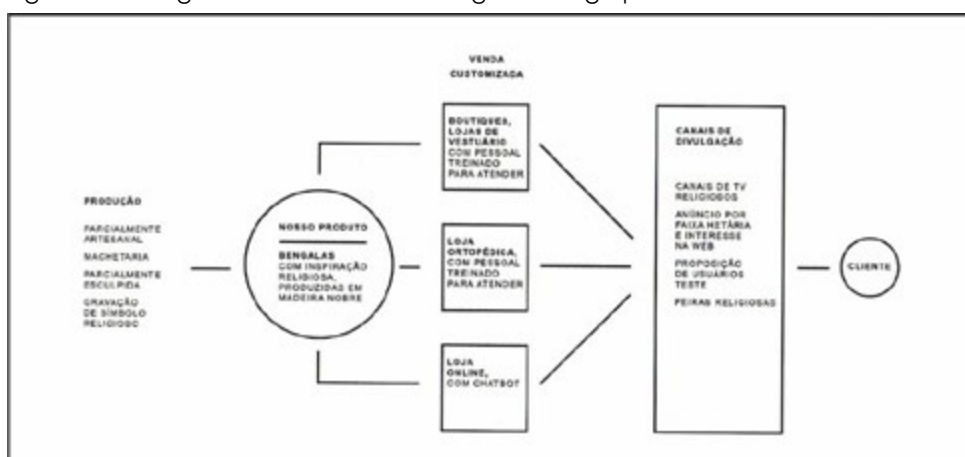 PRODUÇÃO
PARCIALMENTE
ARTESANAL
MACHETARIA
PARCIALMENTE
ESCULPIDA
GRAVAÇÃO
DE SÍMBOLO
RELIGIOSO
NOSSO PRODUTO
BENGALAS
COM INSPIRAÇÃO
RELIGIOSA,
PRODUZIDAS EM
MADEIRA NOBRE
VENDA
CUSTOMIZADA
BOUTIQUES,
LOJAS DE
VESTUÁRIO
COM PESSOAL
TREINADO
PARA ATENDER
LOJA
ORTOPÉDICA,
COM PESSOAL
TREINADO
PARA ATENDER
LOJA
ONLINE,
COM CHATBOT
CANAIS DE
DIVULGAÇÃO
CANAIS DE TV
RELIGIOSOS
ANÚNCIO POR
FAIXA HETÁRIA
E INTERESSE
NA WEB
PROPOSIÇÃO
DE USUÁRIOS
TESTE
FEIRAS RELIGIOSAS
CLIENTE